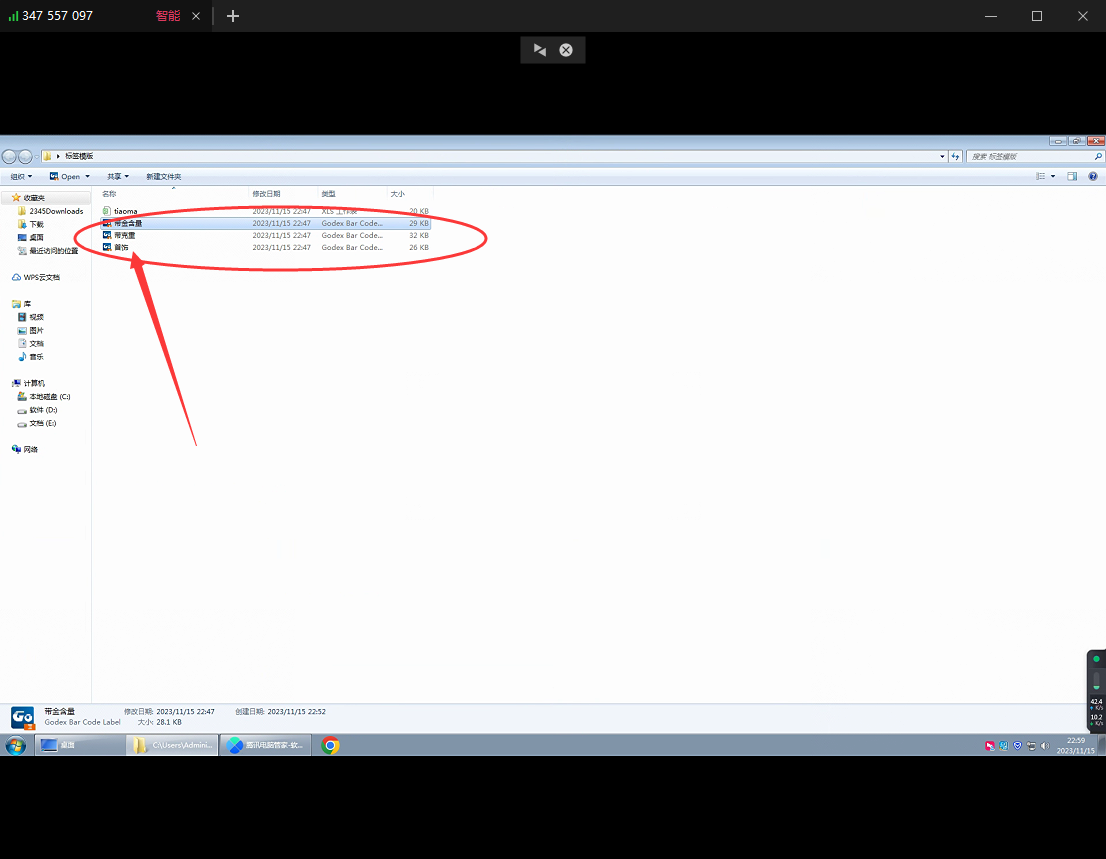 347 557 097 智能
标签模版 搜索 标签模版
组织 Open 共享 新建文件夹
名称 修改日期 类型 大小
收藏夹
2345Downloads
下载
桌面
最近访问的位置
WPS云文档
库
视频
图片
文档
音乐
计算机
本地磁盘 (C:)
软件 (D:)
文档 (E:)
网络
tiaoma 2023/11/15 22:47 XLS 工作表 20 KB
带金含量 2023/11/15 22:47 Godex Bar Code... 29 KB
带克重 2023/11/15 22:47 Godex Bar Code... 32 KB
首饰 2023/11/15 22:47 Godex Bar Code... 26 KB
42.4
K/s
10.2
K/s
Go
带金含量 修改日期: 2023/11/15 22:47 创建日期: 2023/11/15 22:52
Godex Bar Code Label 大小: 28.1 KB
桌面 C:\Users\Admini... 腾讯电脑管家-软... 22:59
2023/11/15